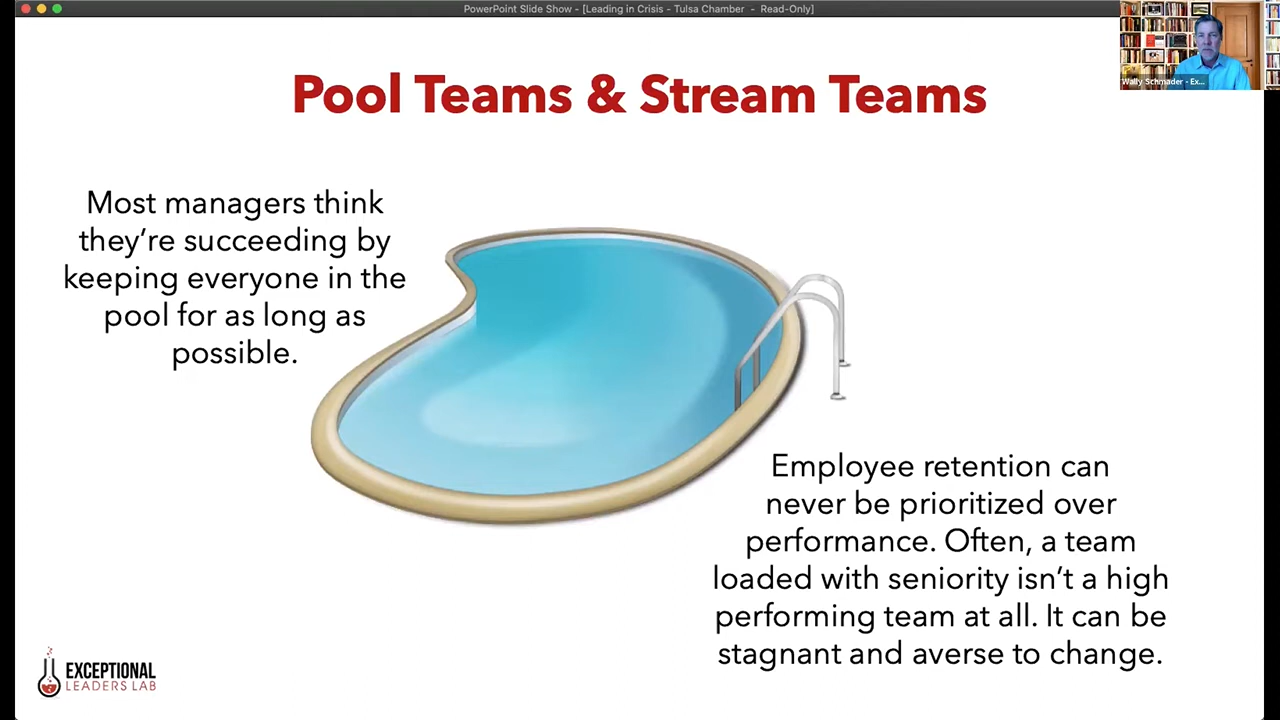 PowerPoint Slide Show - [Leading in Crisis - Tulsa Chamber - Read-Only]
Wally Schmader - Ex...
Pool Teams & Stream Teams
Most managers think
they’re succeeding by
keeping everyone in the
pool for as long as
possible.
Employee retention can
never be prioritized over
performance. Often, a team
loaded with seniority isn’t a high
performing team at all. It can be
stagnant and averse to change.
EXCEPTIONAL
LEADERS LAB